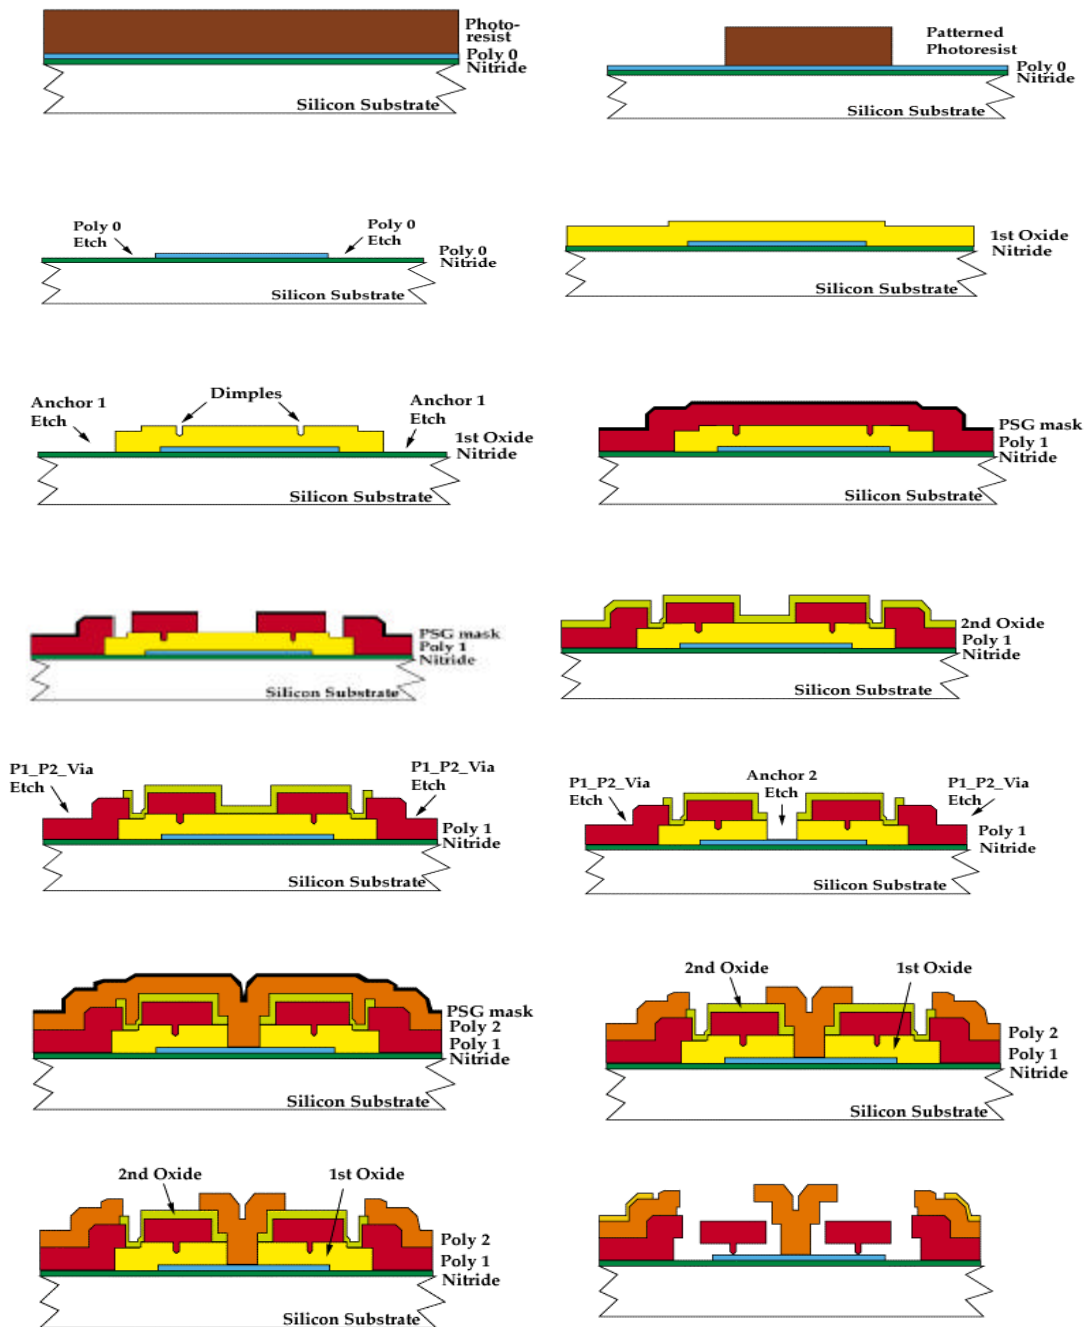 Photo-
resist
Poly 0
Nitride
Silicon Substrate
Patterned
Photoresist
Poly 0
Nitride
Silicon Substrate
Poly 0
Etch
Poly 0
Etch
Poly 0
Nitride
Silicon Substrate
1st Oxide
Nitride
Silicon Substrate
Anchor 1
Etch
Dimples
Anchor 1
Etch
1st Oxide
Nitride
Silicon Substrate
PSG mask
Poly 1
Nitride
Silicon Substrate
PSG mask
Poly 1
Nitride
Silicon Substrate
2nd Oxide
Poly 1
Nitride
Silicon Substrate
P1_P2_Via
Etch
P1_P2_Via
Etch
Poly 1
Nitride
Silicon Substrate
P1_P2_Via
Etch
Anchor 2
Etch
P1_P2_Via
Etch
Poly 1
Nitride
Silicon Substrate
PSG mask
Poly 2
Poly 1
Nitride
Silicon Substrate
2nd Oxide
1st Oxide
Poly 2
Poly 1
Nitride
Silicon Substrate
2nd Oxide
1st Oxide
Poly 2
Poly 1
Nitride
Silicon Substrate